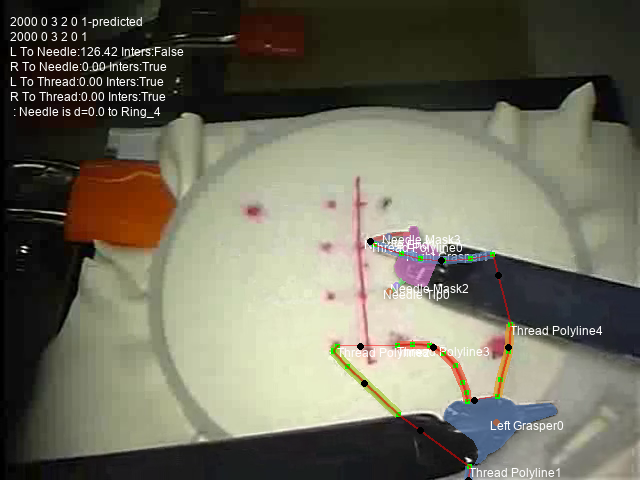 2000 0 3 2 0 1-predicted
2000 0 3 2 0 1
L To Needle:126.42 Inters:False
R To Needle:0.00 Inters:True
L To Thread:0.00 Inters:True
R To Thread:0.00 Inters:True
: Needle is d=0.0 to Ring_4
Needle Mask3
Thread Polyline0
Needle Mask2
Needle Tip0
Thread Polyline4
Polyline3
Left Grasper0
Thread Polyline1